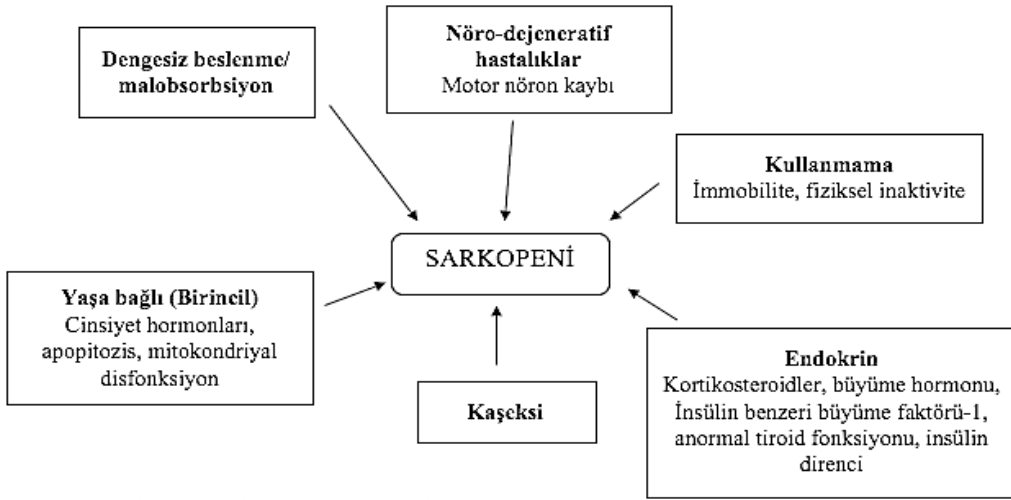 Dengesiz beslenme/
malobsorbsiyon
Nöro-dejeneratif
hastalıklar
Motor nöron kaybı
Kullanmama
İmmobilite, fiziksel inaktivite
SARKOPENİ
Yaşa bağlı (Birincil)
Cinsiyet hormonları,
apopitozis, mitokondriyal
disfonksiyon
Kaşeksi
Endokrin
Kortikosteroidler, büyüme hormonu,
İnsülin benzeri büyüme faktörü-1,
anormal tiroid fonksiyonu, insülin
direnci